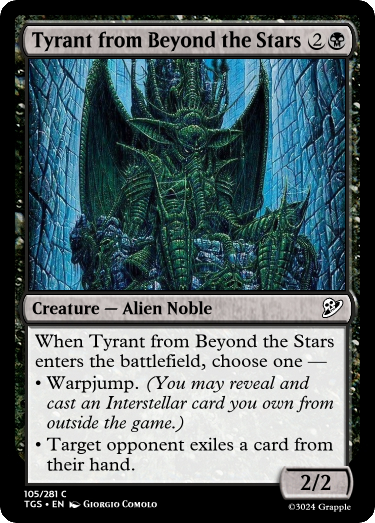 Tyrant from Beyond the Stars 2
Creature — Alien Noble
When Tyrant from Beyond the Stars
enters the battlefield, choose one —
• Warpjump. (You may reveal and
cast an Interstellar card you own from
outside the game.)
• Target opponent exiles a card from
their hand.
2/2
105/281 C
TGS • EN Giorgio Comolo
©3024 Grapple